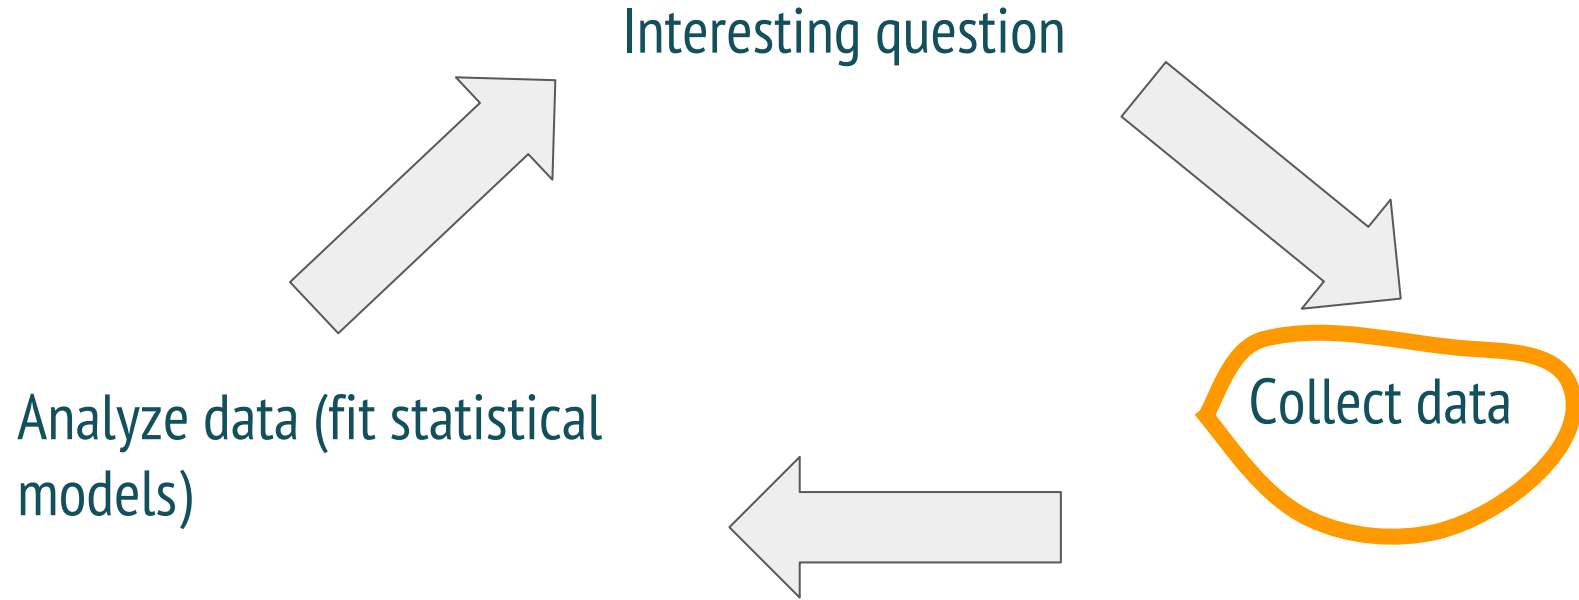 Interesting question
Collect data
Analyze data (fit statistical
models)